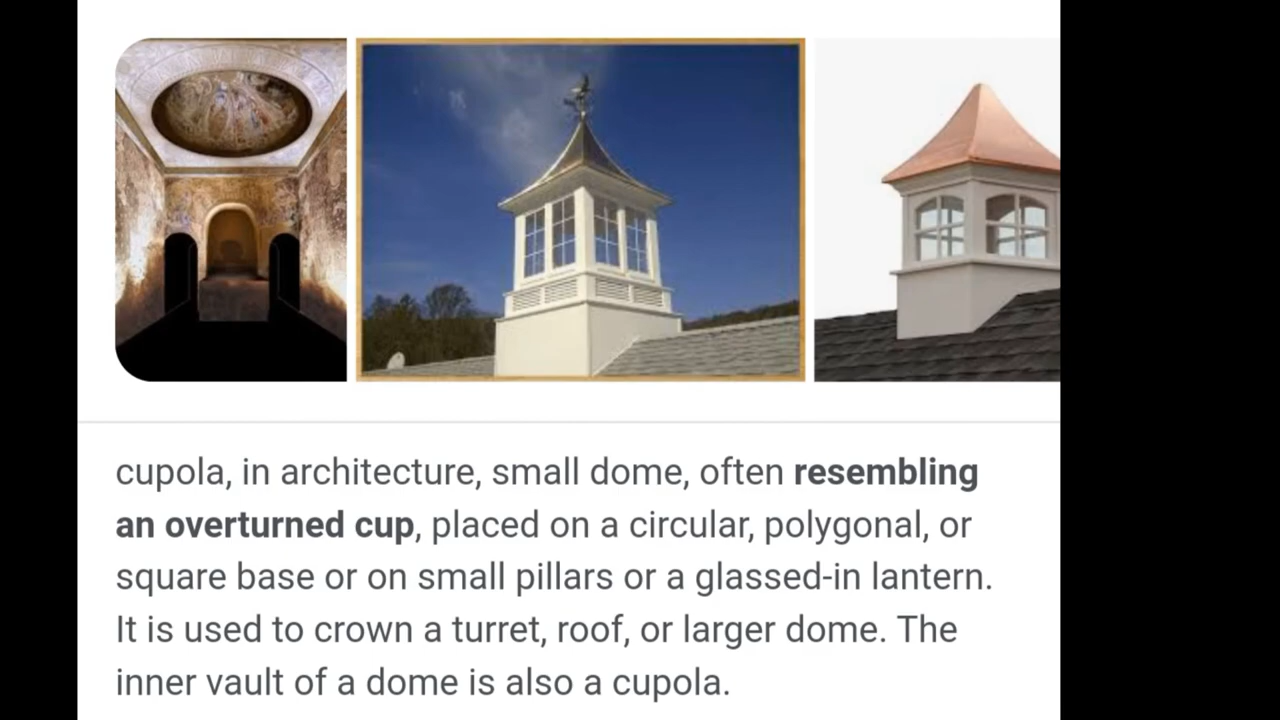 cupola, in architecture, small dome, often resembling
an overturned cup, placed on a circular, polygonal, or
square base or on small pillars or a glassed-in lantern.
It is used to crown a turret, roof, or larger dome. The
inner vault of a dome is also a cupola.